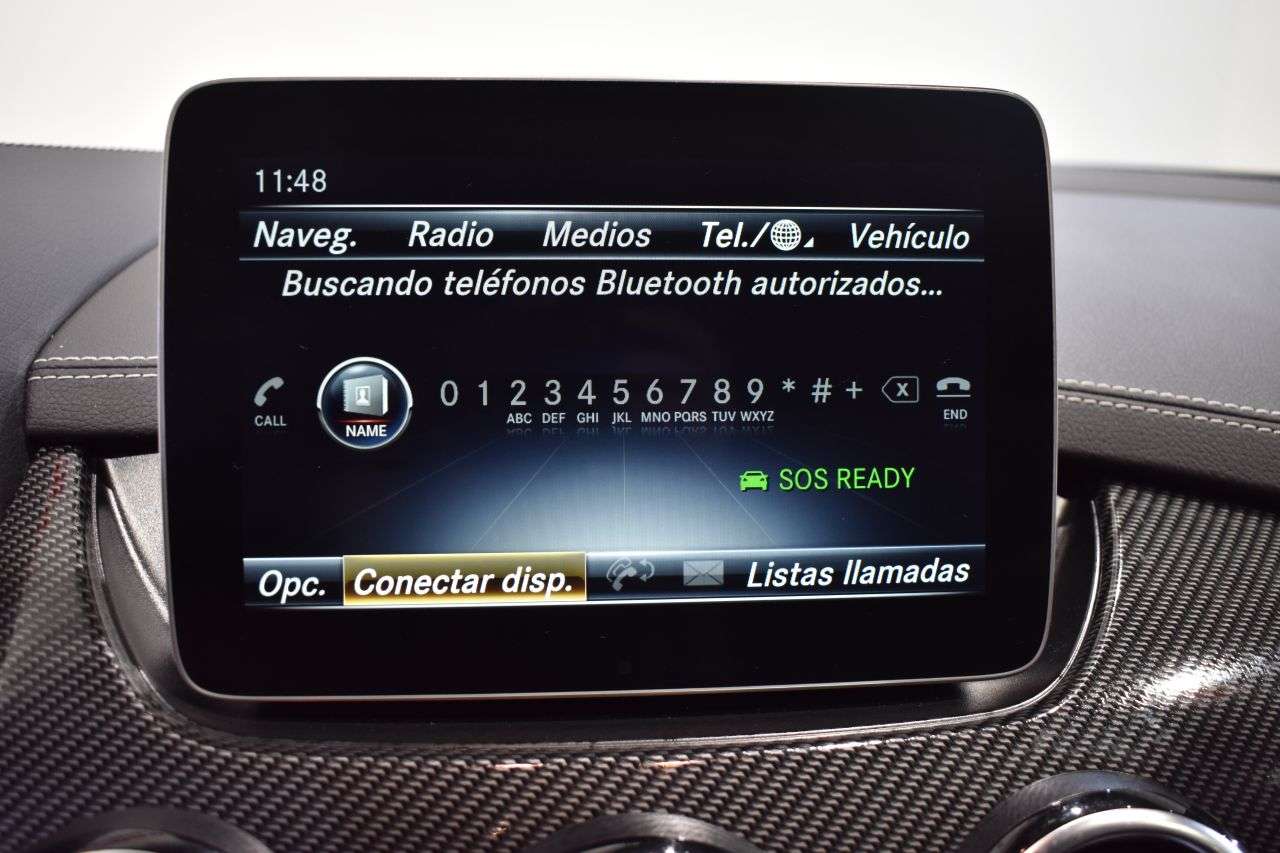 11:48
Naveg. Radio Medios Tel./ Vehículo
Buscando teléfonos Bluetooth autorizados...
0 1 2 3 4 5 6 7 8 9 * # + X
CALL NAME ABC DEF GHI JKL MNO PQRS TUV WXYZ END
SOS READY
Opc. Conectar disp. Listas llamadas